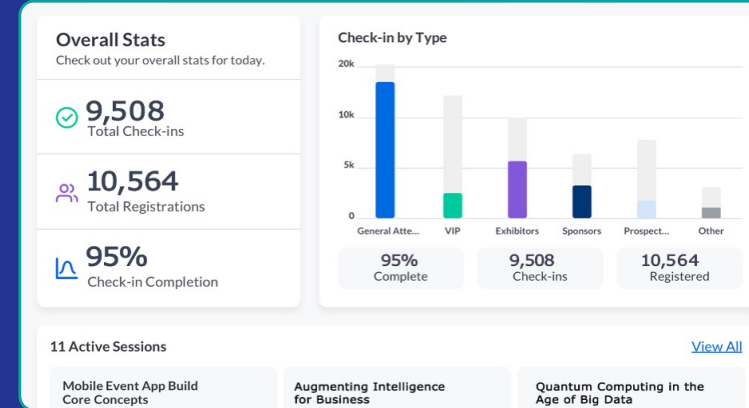 Overall Stats
Check out your overall stats for today.
9,508
Total Check-ins
10,564
Total Registrations
95%
Check-in Completion
Check-in by Type
20k
10k
5k
0
General Atte... VIP Exhibitors Sponsors Prospect... Other
95%
Complete
9,508
Check-ins
10,564
Registered
11 Active Sessions
View All
Mobile Event App Build
Core Concepts
Augmenting Intelligence
for Business
Quantum Computing in the
Age of Big Data